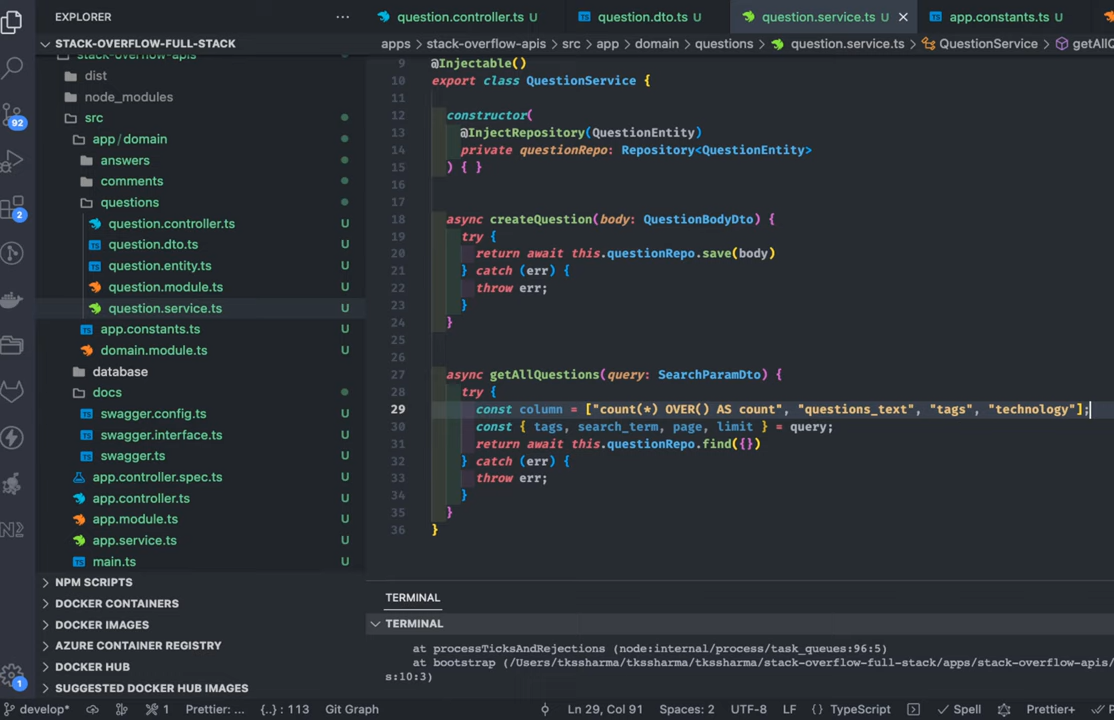 EXPLORER
question.controller.ts U
question.dto.ts U
question.service.ts U
app.constants.ts U
STACK-OVERFLOW-FULL-STACK
apps > stack-overflow-apis > src > app > domain > questions > question.service.ts > QuestionService > getAllQ
stack-overflow-apis
dist
node_modules
src
app / domain
answers
comments
questions
question.controller.ts U
question.dto.ts U
question.entity.ts U
question.module.ts U
question.service.ts U
app.constants.ts U
domain.module.ts U
database
docs
swagger.config.ts U
swagger.interface.ts U
swagger.ts U
app.controller.spec.ts U
app.controller.ts U
app.module.ts U
app.service.ts U
main.ts U
NPM SCRIPTS
DOCKER CONTAINERS
DOCKER IMAGES
AZURE CONTAINER REGISTRY
DOCKER HUB
SUGGESTED DOCKER HUB IMAGES
92
2
1
9 @Injectable()
10 export class QuestionService {
11
12 constructor(
13 @InjectRepository(QuestionEntity)
14 private questionRepo: Repository<QuestionEntity>
15 ) { }
16
17
18 async createQuestion(body: QuestionBodyDto) {
19 try {
20 return await this.questionRepo.save(body)
21 } catch (err) {
22 throw err;
23 }
24 }
25
26
27 async getAllQuestions(query: SearchParamDto) {
28 try {
29 const column = ["count(*) OVER() AS count", "questions_text", "tags", "technology"];
30 const { tags, search_term, page, limit } = query;
31 return await this.questionRepo.find({})
32 } catch (err) {
33 throw err;
34 }
35 }
36 }
TERMINAL
TERMINAL
at processTicksAndRejections (node:internal/process/task_queues:96:5)
at bootstrap (/Users/tkssharma/tkssharma/stack-overflow-full-stack/apps/stack-overflow-apis/
s:10:3)
develop* 1 Prettier: ... {..} : 113 Git Graph Ln 29, Col 91 Spaces: 2 UTF-8 LF {} TypeScript Spell Prettier+